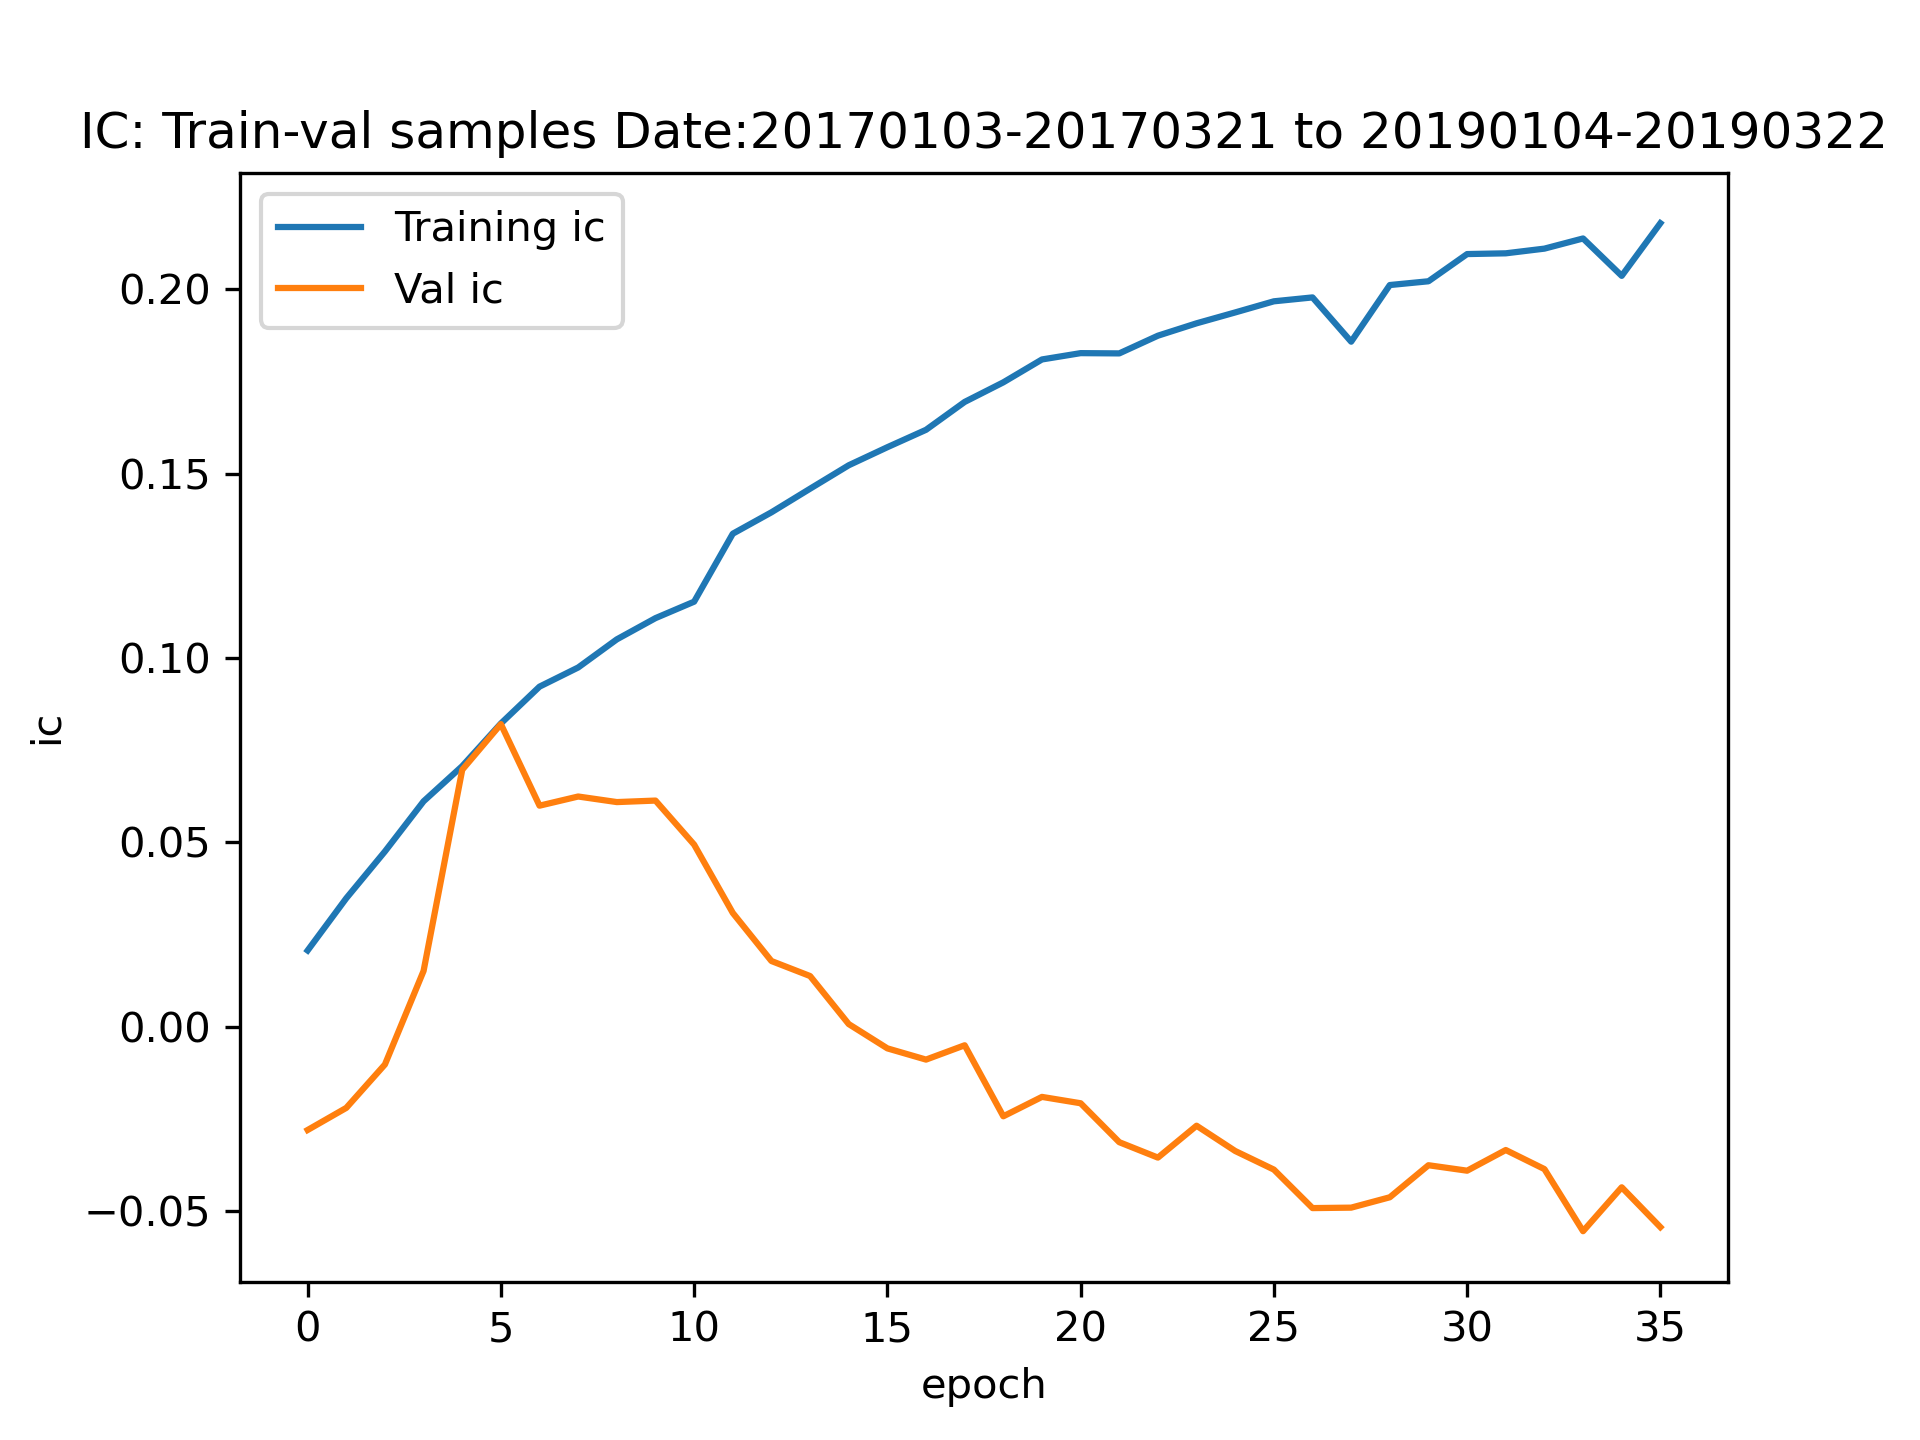 IC: Train-val samples Date:20170103-20170321 to 20190104-20190322
Training ic
Val ic
ic
0.20
0.15
0.10
0.05
0.00
−0.05
0 5 10 15 20 25 30 35
epoch